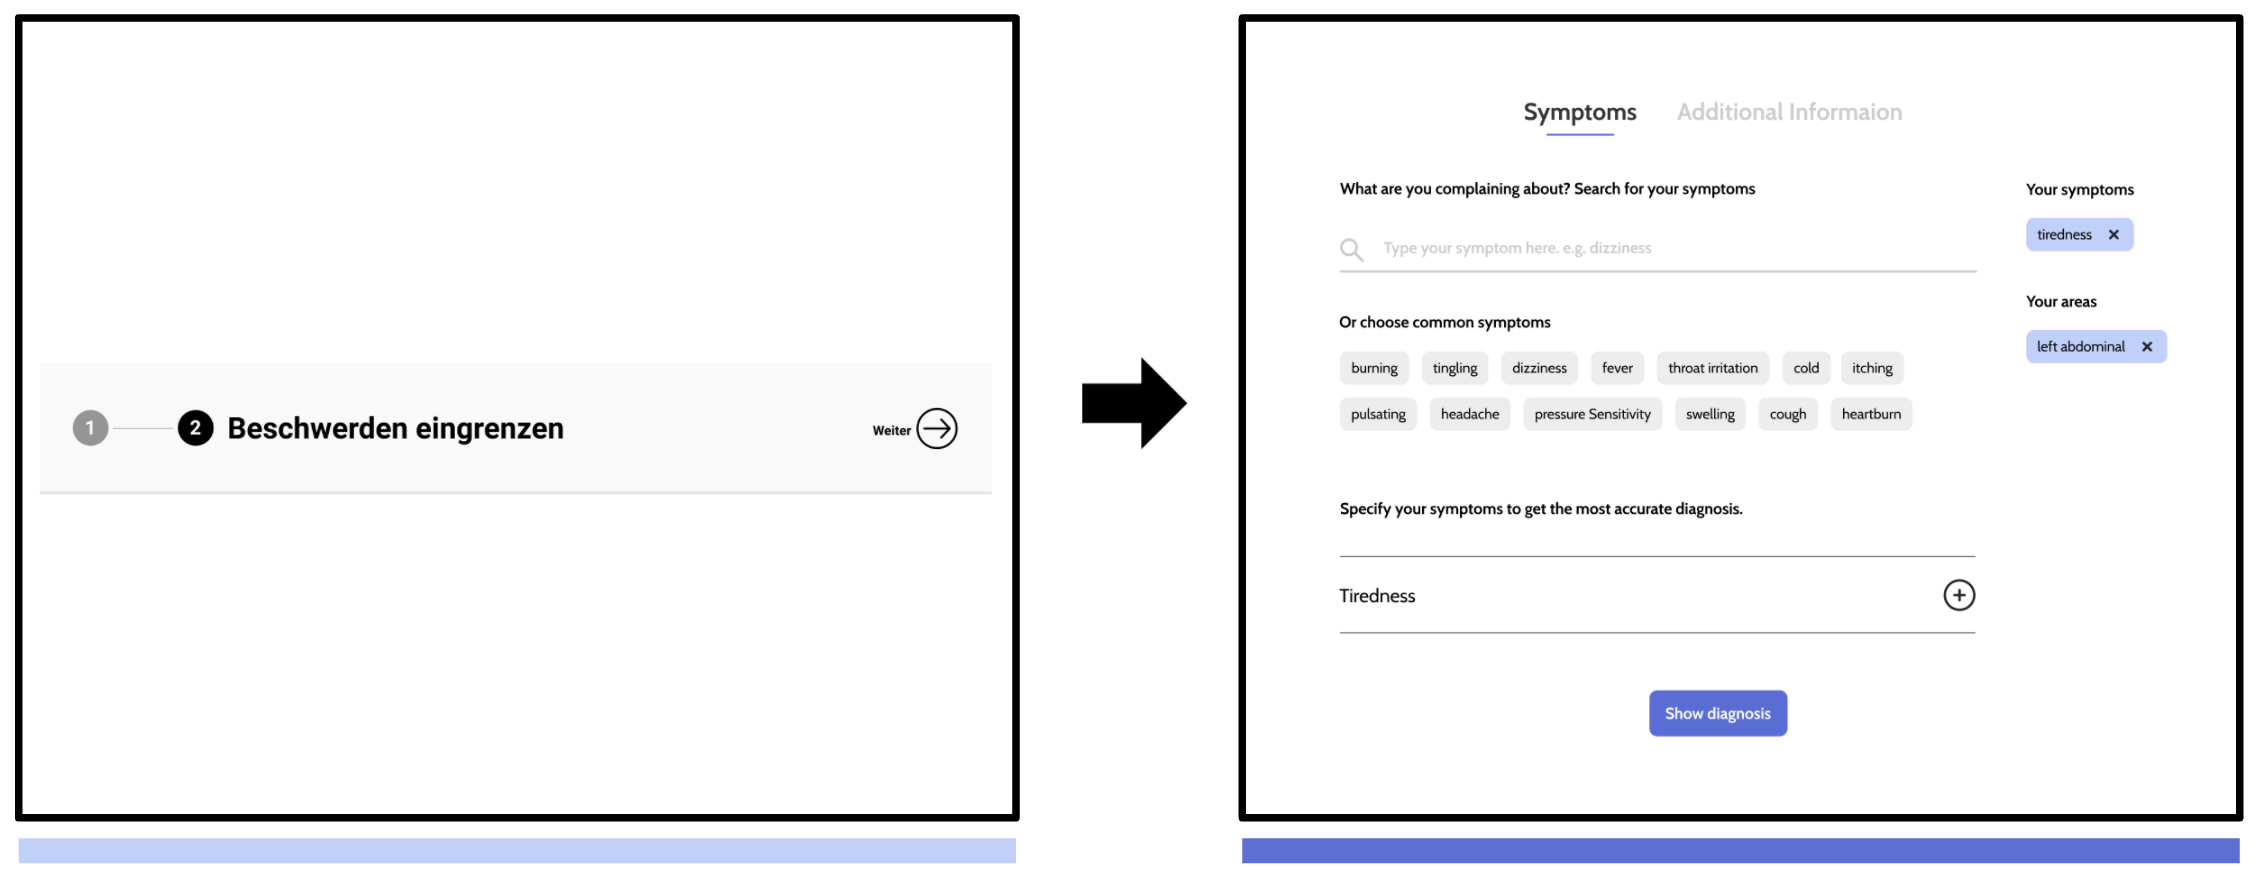 1 2 Beschwerden eingrenzen Weiter
Symptoms Additional Informaion
What are you complaining about? Search for your symptoms
Type your symptom here. e.g. dizziness
Or choose common symptoms
burning tingling dizziness fever throat irritation cold itching
pulsating headache pressure Sensitivity swelling cough heartburn
Specify your symptoms to get the most accurate diagnosis.
Tiredness
Show diagnosis
Your symptoms
tiredness
Your areas
left abdominal